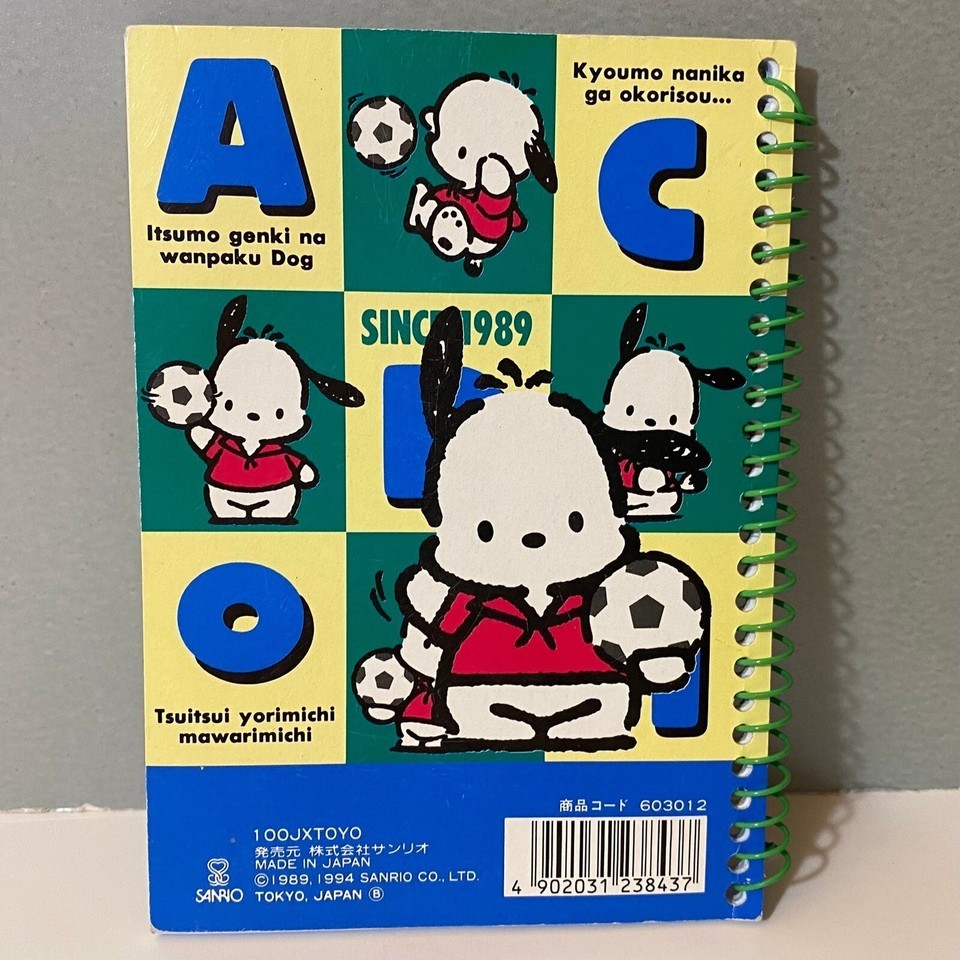 A
Itsumo genki na
wanpaku Dog
Kyoumo nanika
ga okorisou...
C
SINCE 1989
P
O
Tsuitsui yorimichi
mawarimichi
商品コード 603012
100JXTOYO
発売元 株式会社サンリオ
MADE IN JAPAN
©1989, 1994 SANRIO CO., LTD.
TOKYO, JAPAN Ⓑ
SANRIO
4 902031 238437